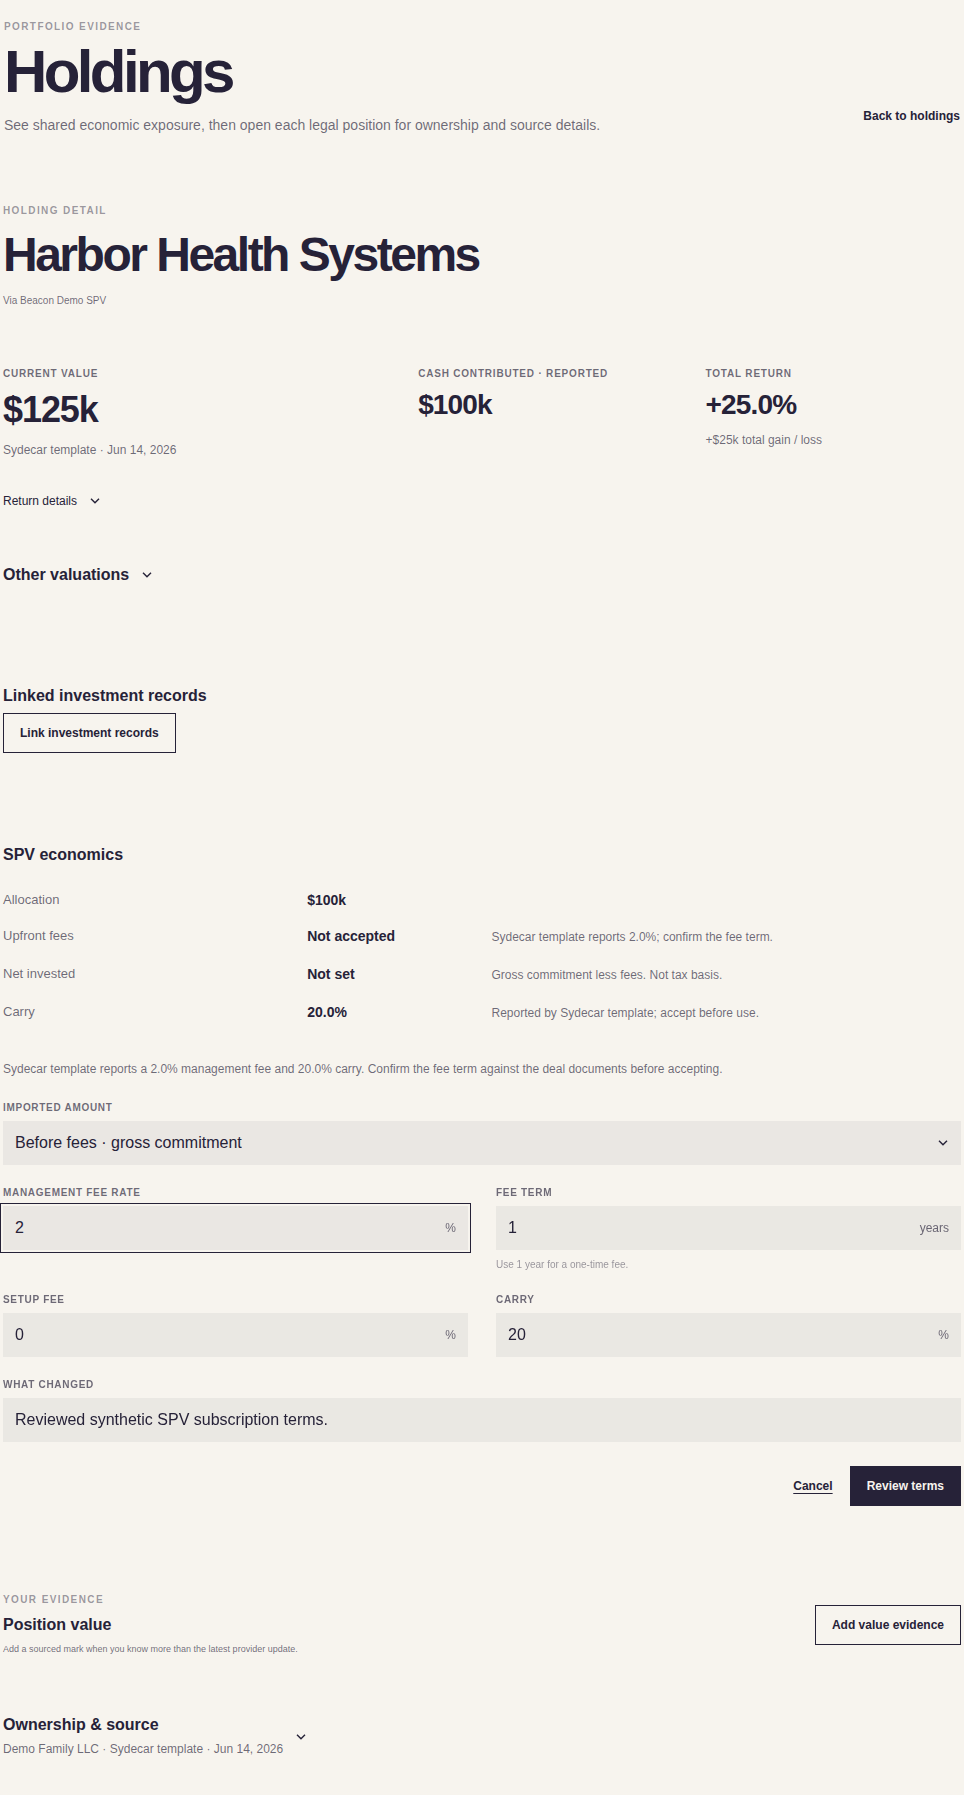 PORTFOLIO EVIDENCE
Holdings
See shared economic exposure, then open each legal position for ownership and source details.
Back to holdings
HOLDING DETAIL
Harbor Health Systems
Via Beacon Demo SPV
CURRENT VALUE
$125k
Sydecar template · Jun 14, 2026
CASH CONTRIBUTED · REPORTED
$100k
TOTAL RETURN
+25.0%
+$25k total gain / loss
Return details
Other valuations
Linked investment records
Link investment records
SPV economics
Allocation $100k
Upfront fees Not accepted Sydecar template reports 2.0%; confirm the fee term.
Net invested Not set Gross commitment less fees. Not tax basis.
Carry 20.0% Reported by Sydecar template; accept before use.
Sydecar template reports a 2.0% management fee and 20.0% carry. Confirm the fee term against the deal documents before accepting.
IMPORTED AMOUNT
Before fees · gross commitment
MANAGEMENT FEE RATE
2 %
FEE TERM
1 years
Use 1 year for a one-time fee.
SETUP FEE
0 %
CARRY
20 %
WHAT CHANGED
Reviewed synthetic SPV subscription terms.
Cancel Review terms
YOUR EVIDENCE
Position value
Add a sourced mark when you know more than the latest provider update.
Add value evidence
Ownership & source
Demo Family LLC · Sydecar template · Jun 14, 2026